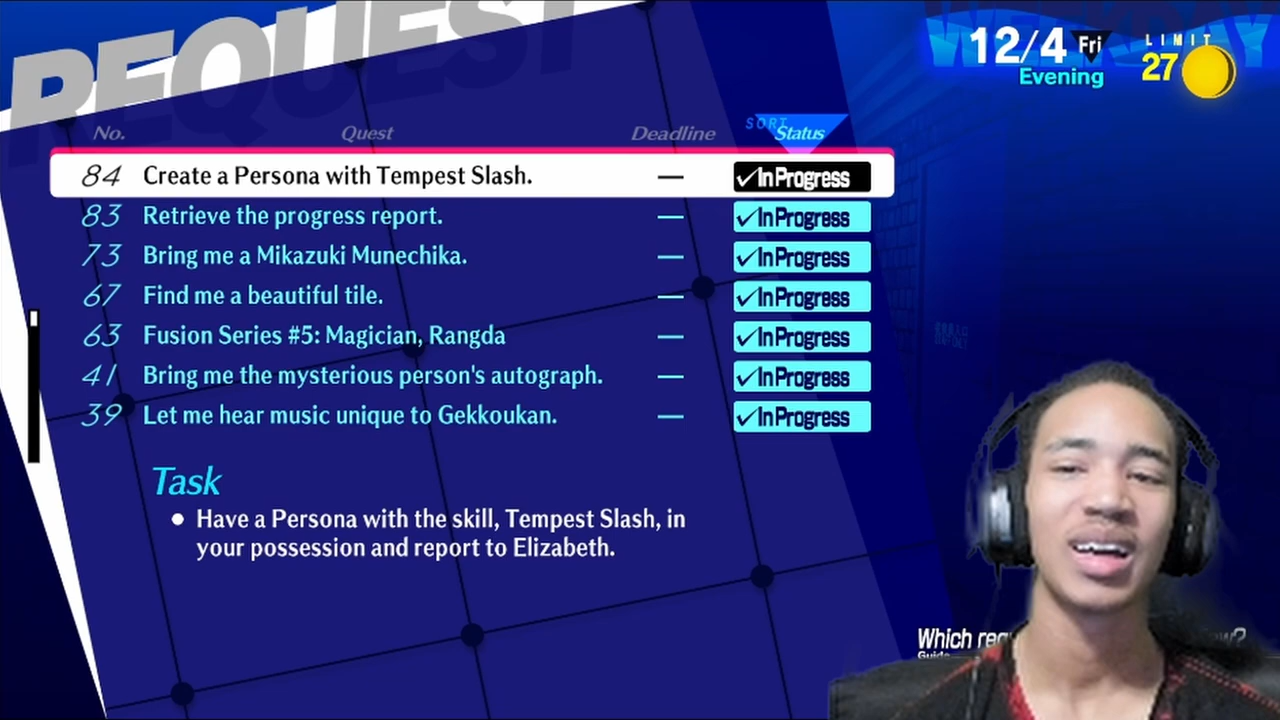 REQUEST
WEEKDAY
12/4 Fri
Evening
LIMIT
27
No. Quest Deadline SORT Status
84 Create a Persona with Tempest Slash. — ✓In Progress
83 Retrieve the progress report. — ✓In Progress
73 Bring me a Mikazuki Munechika. — ✓In Progress
67 Find me a beautiful tile. — ✓In Progress
63 Fusion Series #5: Magician, Rangda — ✓In Progress
41 Bring me the mysterious person's autograph. — ✓In Progress
39 Let me hear music unique to Gekkoukan. — ✓In Progress
Task
• Have a Persona with the skill, Tempest Slash, in
your possession and report to Elizabeth.
Which